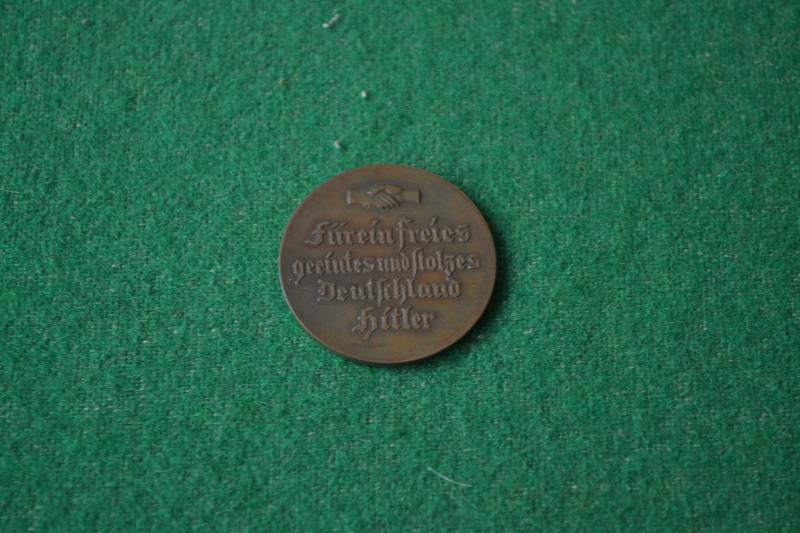 Für ein freies
geeintes und stolzes
Deutschland
Hitler